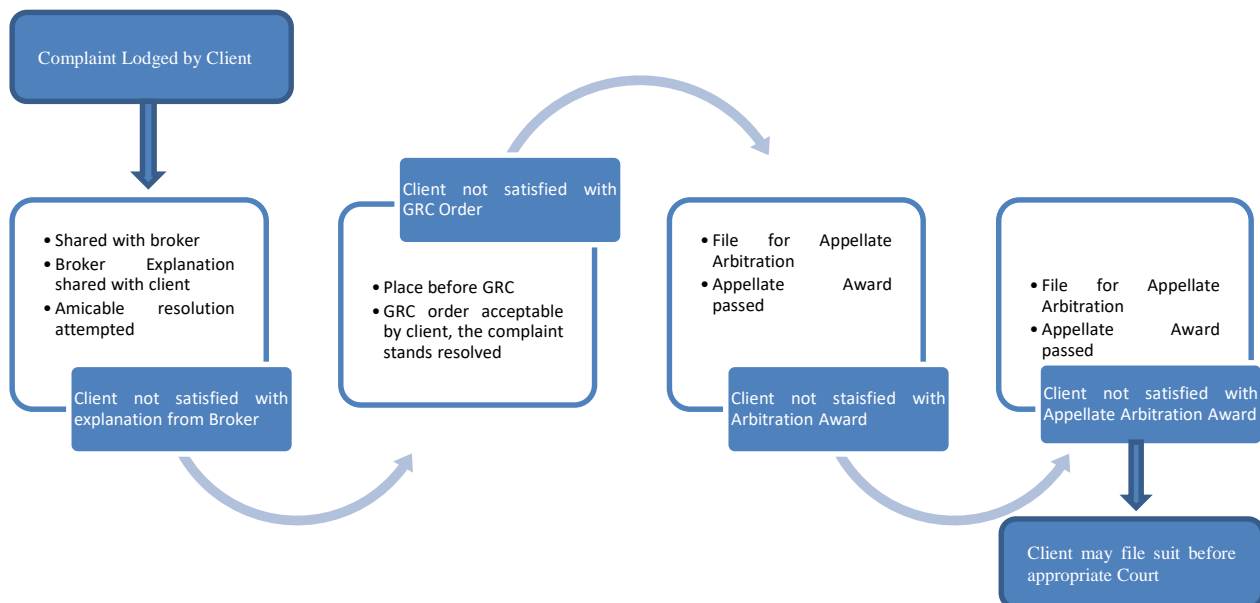 Complaint Lodged by Client
• Shared with broker
• Broker Explanation
shared with client
• Amicable resolution
attempted
Client not satisfied with
explanation from Broker
Client not satisfied with
GRC Order
• Place before GRC
• GRC order acceptable
by client, the complaint
stands resolved
• File for Appellate
Arbitration
• Appellate Award
passed
Client not staisfied with
Arbitration Award
• File for Appellate
Arbitration
• Appellate Award
passed
Client not satisfied with
Appellate Arbitration Award
Client may file suit before
appropriate Court